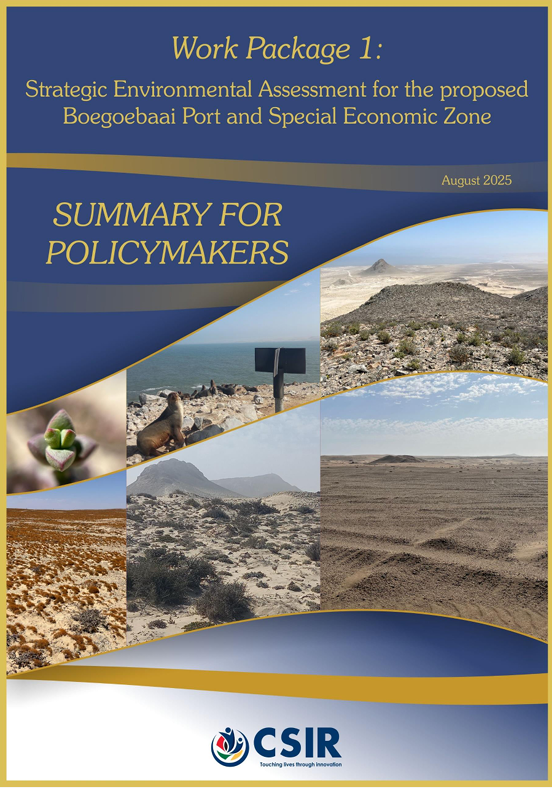 Work Package 1:
Strategic Environmental Assessment for the proposed
Boegoebaai Port and Special Economic Zone
August 2025
SUMMARY FOR
POLICYMAKERS
CSIR
Touching lives through innovation